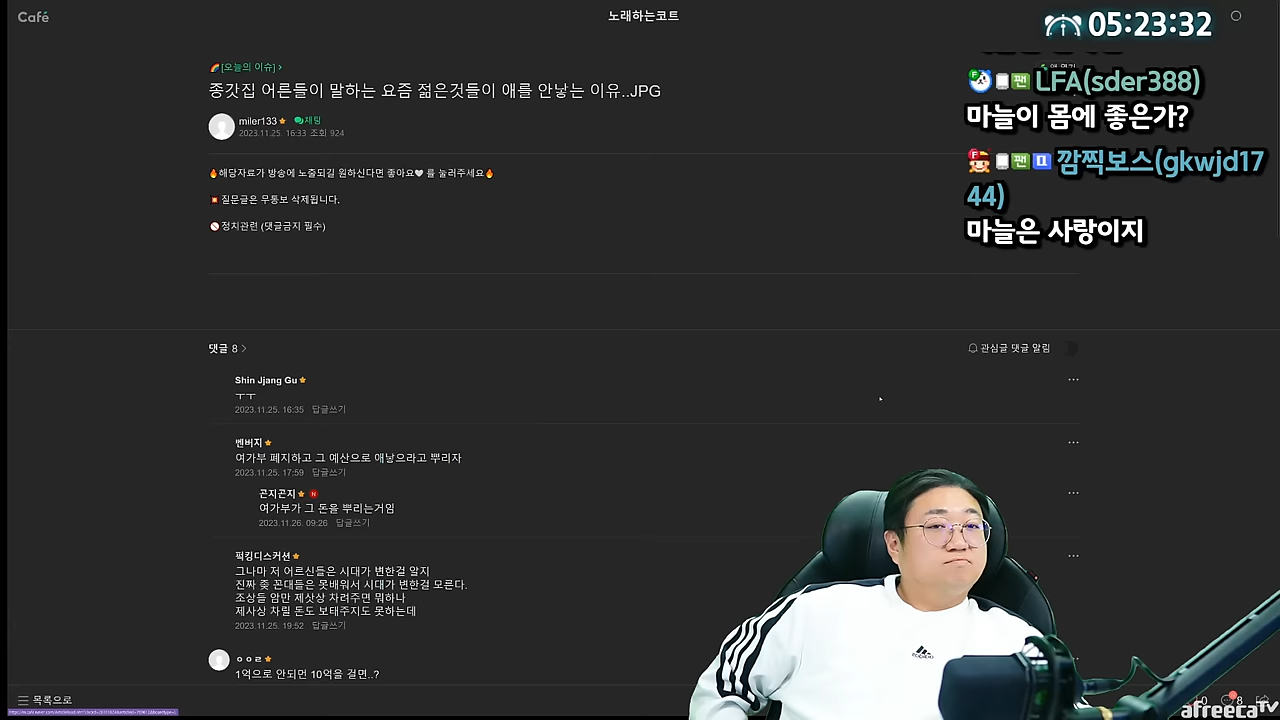 Café
노래하는코트
05:23:32
[오늘의 이슈] >
종갓집 어른들이 말하는 요즘 젊은것들이 애를 안낳는 이유..JPG
miler133 채팅
2023.11.25. 16:33 조회 924
LFA(sder388)
마늘이 몸에 좋은가?
팬 깜찍보스(gkwjd17
44)
마늘은 사랑이지
🔥해당자료가 방송에 노출되길 원하신다면 좋아요🤍 를 눌러주세요🔥
질문글은 무통보 삭제됩니다.
🚫정치관련 (댓글금지 필수)
댓글 8 >
관심글 댓글 알림
Shin Jjang Gu
ㅜㅜ
2023.11.25. 16:35 답글쓰기
벤버지
여가부 폐지하고 그 예산으로 애낳으라고 뿌리자
2023.11.25. 17:59 답글쓰기
곤지곤지 N
여가부가 그 돈을 뿌리는거임
2023.11.26. 09:26 답글쓰기
퍽킹디스커션
그나마 저 어르신들은 시대가 변한걸 알지
진짜 좆 꼰대들은 못배워서 시대가 변한걸 모른다.
조상들 암만 제삿상 차려주면 뭐하나
제사상 차릴 돈도 보태주지도 못하는데
2023.11.25. 19:52 답글쓰기
ㅇㅇㄹ
1억으로 안되면 10억을 걸면..?
목록으로
adidas
afreecaTV